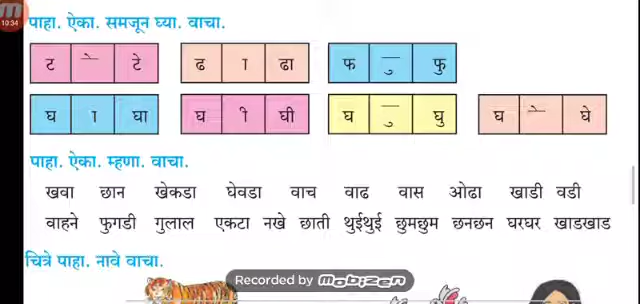 10:34
पाहा. ऐका. समजून घ्या. वाचा.
ट े टे ढ ा ढा फ ु फु
घ ा घा घ ी घी घ ु घु घ े घे
पाहा. ऐका. म्हणा. वाचा.
खवा छान खेकडा घेवडा वाच वाढ वास ओढा खाडी वडी
वाहने फुगडी गुलाल एकटा नखे छाती थुईथुई छुमछुम छनछन घरघर खाडखाड
चित्रे पाहा. नावे वाचा.
Recorded by Mobizen